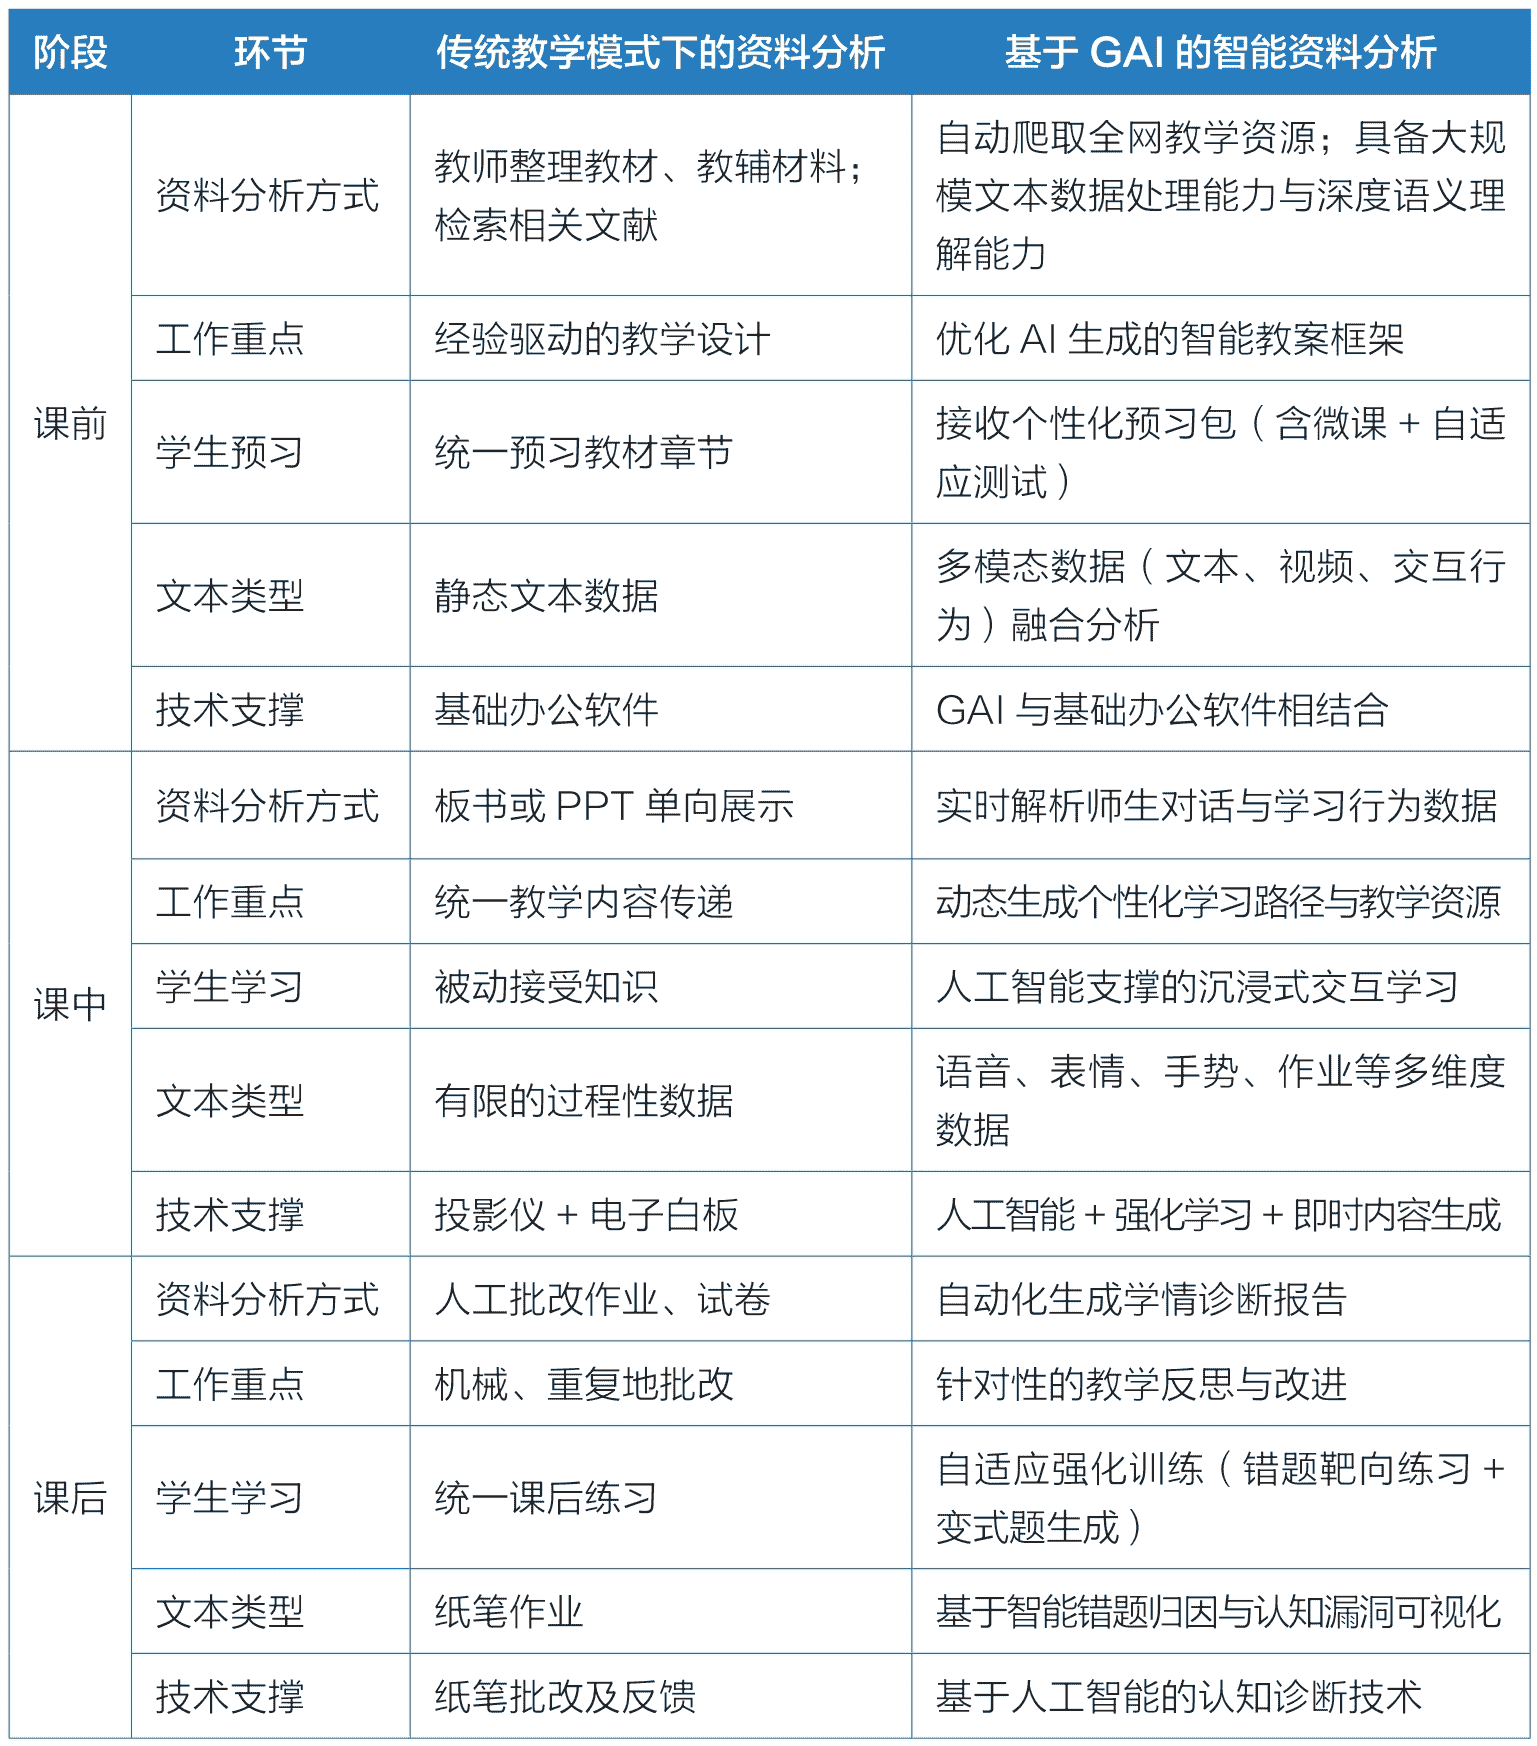 阶段 环节 传统教学模式下的资料分析 基于 GAI 的智能资料分析
课前
资料分析方式
教师整理教材、教辅材料；
检索相关文献
自动爬取全网教学资源；具备大规
模文本数据处理能力与深度语义理
解能力
工作重点 经验驱动的教学设计 优化 AI 生成的智能教案框架
学生预习 统一预习教材章节
接收个性化预习包（含微课 + 自适
应测试）
文本类型 静态文本数据
多模态数据（文本、视频、交互行
为）融合分析
技术支撑 基础办公软件 GAI 与基础办公软件相结合
课中
资料分析方式 板书或 PPT 单向展示 实时解析师生对话与学习行为数据
工作重点 统一教学内容传递 动态生成个性化学习路径与教学资源
学生学习 被动接受知识 人工智能支撑的沉浸式交互学习
文本类型 有限的过程性数据
语音、表情、手势、作业等多维度
数据
技术支撑 投影仪 + 电子白板 人工智能 + 强化学习 + 即时内容生成
课后
资料分析方式 人工批改作业、试卷 自动化生成学情诊断报告
工作重点 机械、重复地批改 针对性的教学反思与改进
学生学习 统一课后练习
自适应强化训练（错题靶向练习 +
变式题生成）
文本类型 纸笔作业 基于智能错题归因与认知漏洞可视化
技术支撑 纸笔批改及反馈 基于人工智能的认知诊断技术